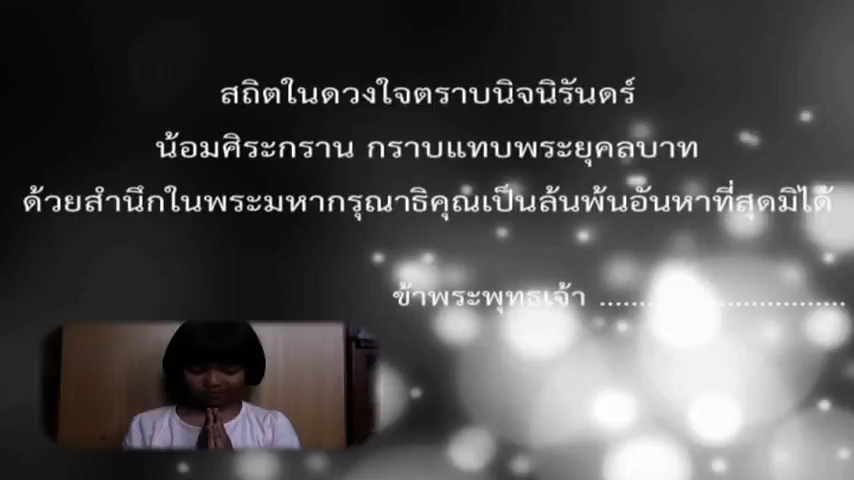 สถิตในดวงใจตราบนิจนิรันดร์
น้อมศิระกราน กราบแทบพระยุคลบาท
ด้วยสำนึกในพระมหากรุณาธิคุณเป็นล้นพ้นอันหาที่สุดมิได้
ข้าพระพุทธเจ้า ...............................